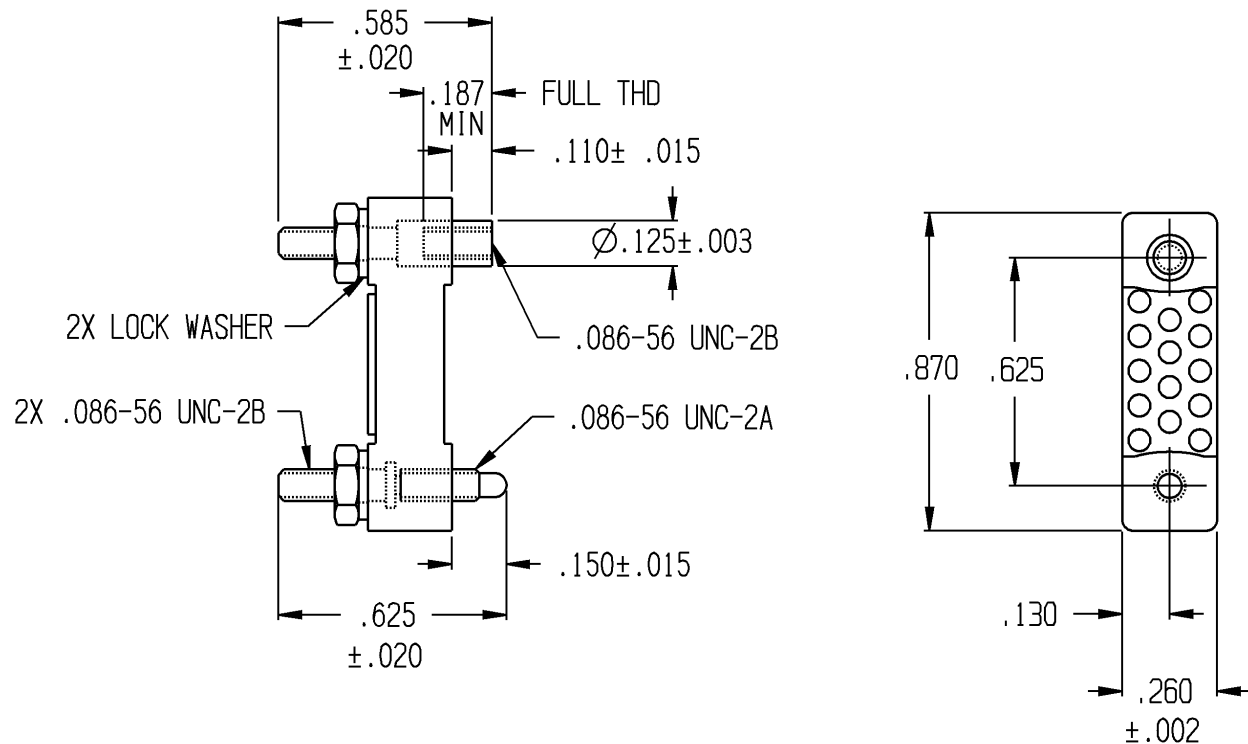 .585
±.020
.187 FULL THD
MIN
.110± .015
Ø.125±.003
2X LOCK WASHER
.086-56 UNC-2B
.870
.625
2X .086-56 UNC-2B
.086-56 UNC-2A
.150±.015
.625
±.020
.130
.260
±.002